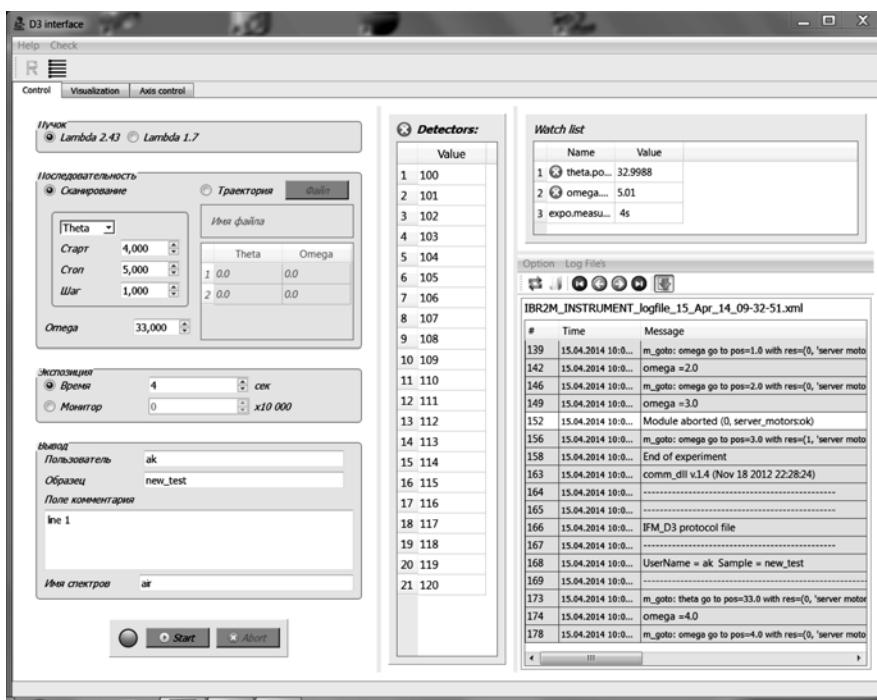 D3 interface
Help Check
R
Control Visualization Axis control
Пучок
Lambda 2.43 Lambda 1.7
Последовательность
Сканирование Траектория Файл
Theta
Имя файла
Старт 4,000
Стоп 5,000
Шаг 1,000
Theta Omega
1 0.0 0.0
2 0.0 0.0
Omega 33,000
Экспозиция
Время 4 сек
Монитор 0 x10 000
Вывод
Пользователь ak
Образец new_test
Поле комментария
line 1
Имя спектров air
Start Abort
Detectors:
Value
1 100
2 101
3 102
4 103
5 104
6 105
7 106
8 107
9 108
10 109
11 110
12 111
13 112
14 113
15 114
16 115
17 116
18 117
19 118
20 119
21 120
Watch list
Name Value
1 theta.po... 32.9988
2 omega.... 5.01
3 expo.measu... 4s
Option Log File's
IBR2M_INSTRUMENT_logfile_15_Apr_14_09-32-51.xml
# Time Message
139 15.04.2014 10:0... m_goto: omega go to pos=1.0 with res=(0, 'server moto
142 15.04.2014 10:0... omega =2.0
146 15.04.2014 10:0... m_goto: omega go to pos=2.0 with res=(0, 'server moto
149 15.04.2014 10:0... omega =3.0
152 15.04.2014 10:0... Module aborted (0, server_motors:ok)
156 15.04.2014 10:0... m_goto: omega go to pos=3.0 with res=(1, 'server moto
158 15.04.2014 10:0... End of experiment
163 15.04.2014 10:0... comm_dll v.1.4 (Nov 18 2012 22:28:24)
164 15.04.2014 10:0... ------------------------------------------------
165 15.04.2014 10:0...
166 15.04.2014 10:0... IFM_D3 protocol file
167 15.04.2014 10:0... ------------------------------------------------
168 15.04.2014 10:0... UserName = ak Sample = new_test
169 15.04.2014 10:0... ------------------------------------------------
173 15.04.2014 10:0... m_goto: theta go to pos=33.0 with res=(0, 'server motor
174 15.04.2014 10:0... omega =4.0
178 15.04.2014 10:0... m_goto: omega go to pos=4.0 with res=(0, 'server moto